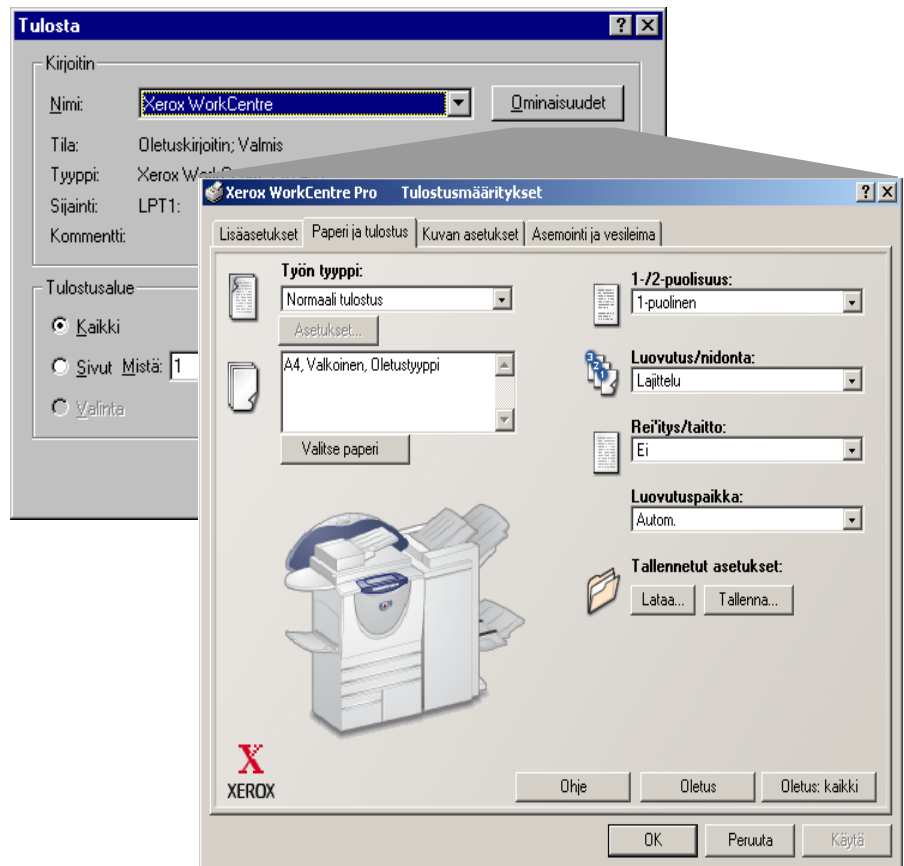 Tulosta
Kirjoitin
Nimi: Xerox WorkCentre Ominaisuudet
Tila: Oletuskirjoitin; Valmis
Tyyppi: Xerox
Sijainti: LPT1:
Kommentti:
Tulostusalue
Kaikki
Sivut Mistä: 1
Valinta
Xerox WorkCentre Pro Tulostusmääritykset
Lisäasetukset Paperi ja tulostus Kuvan asetukset Asemointi ja vesileima
Työn tyyppi:
Normaali tulostus
Asetukset...
A4, Valkoinen, Oletustyyppi
Valitse paperi
1-/2-puolisuus:
1-puolinen
Luovutus/nidonta:
Lajittelu
Rei'itys/taitto:
Ei
Luovutuspaikka:
Autom.
Tallennetut asetukset:
Lataa... Tallenna...
X
XEROX
Ohje Oletus Oletus: kaikki
OK Peruuta Käytä